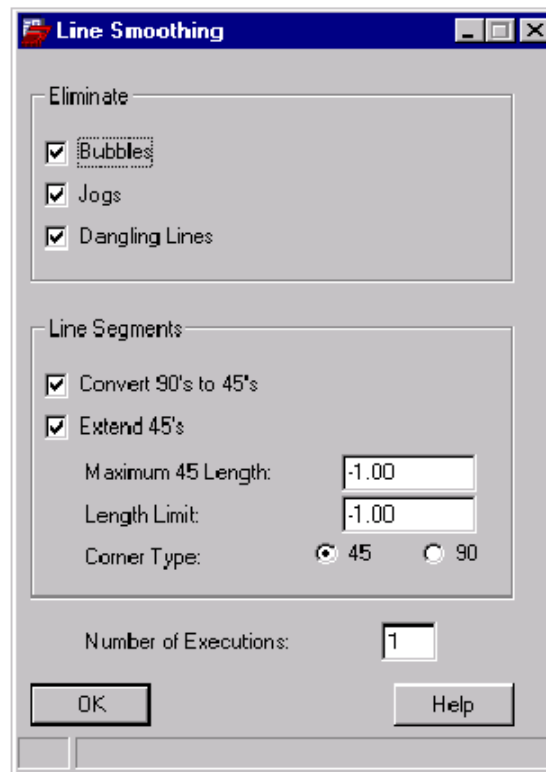 Line Smoothing
Eliminate
Bubbles
Jogs
Dangling Lines
Line Segments
Convert 90's to 45's
Extend 45's
Maximum 45 Length: -1.00
Length Limit: -1.00
Corner Type: 45 90
Number of Executions: 1
OK Help